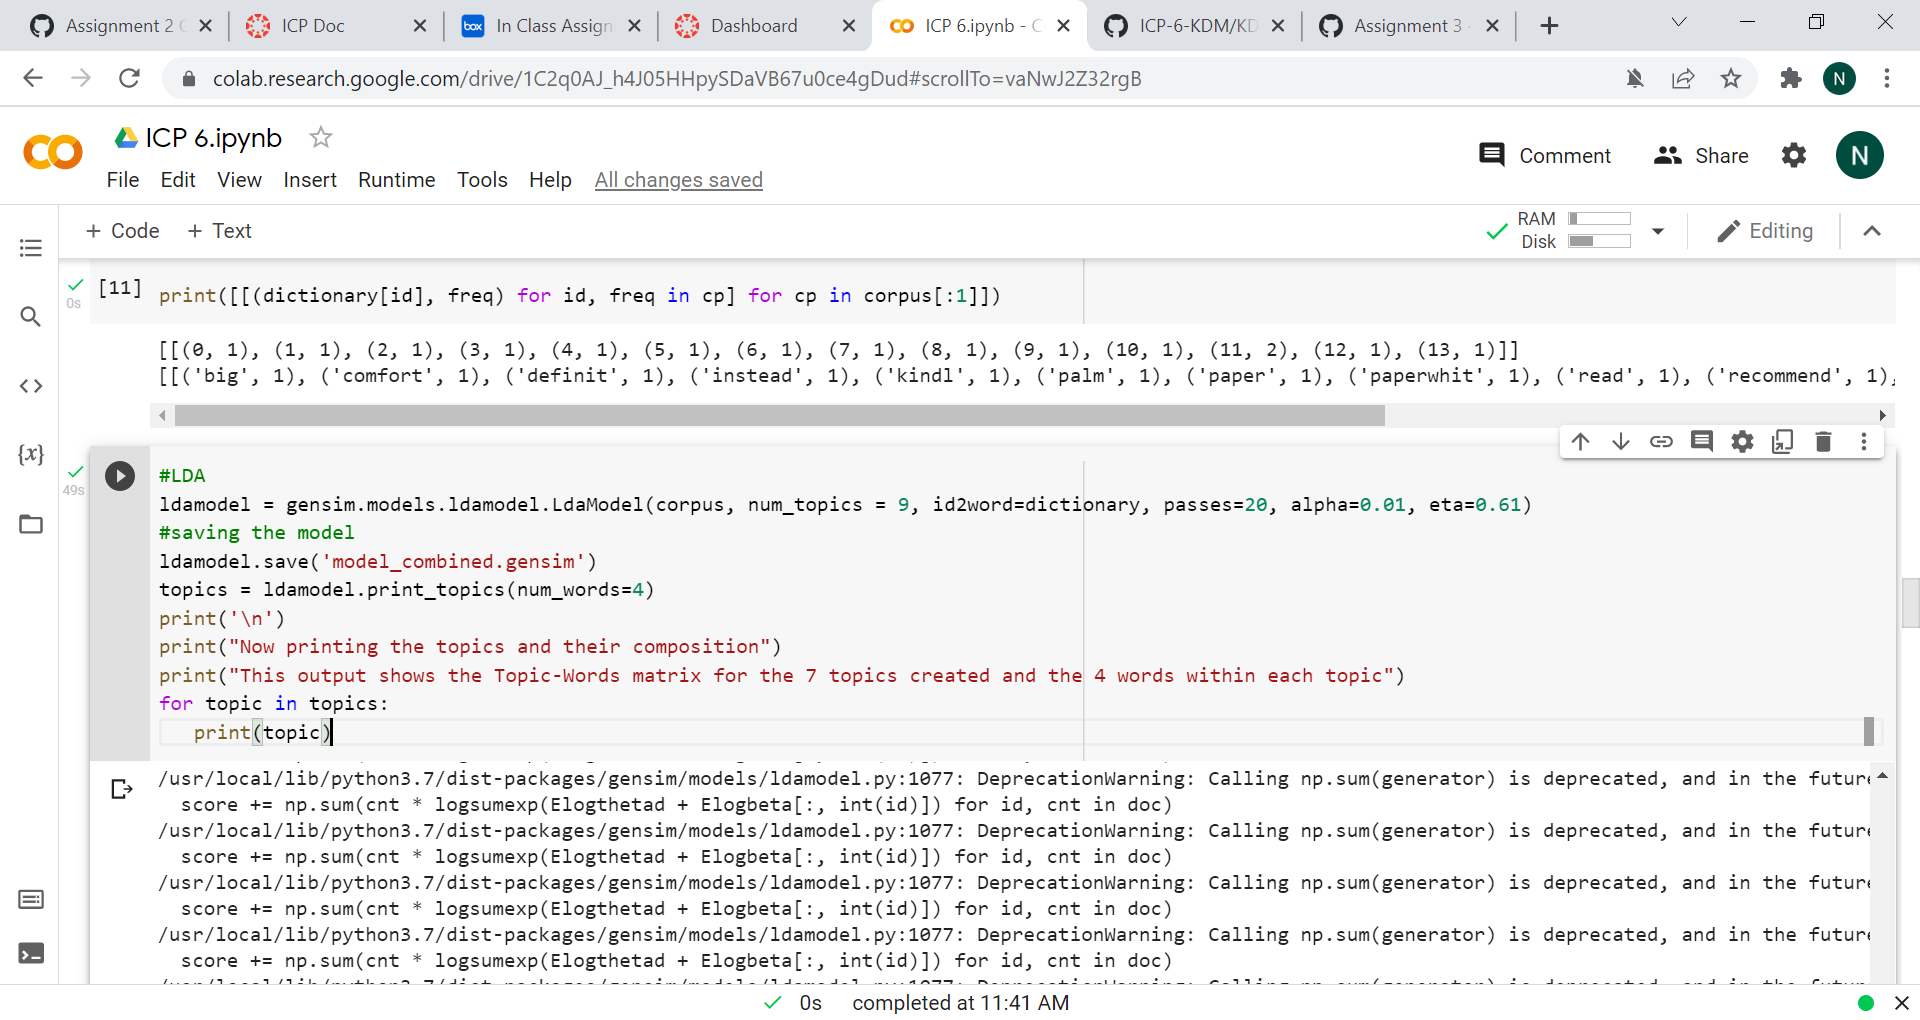 Assignment 2
ICP Doc
In Class Assign
Dashboard
ICP 6.ipynb - C
ICP-6-KDM/KD
Assignment 3
colab.research.google.com/drive/1C2q0AJ_h4J05HHpySDaVB67u0ce4gDud#scrollTo=vaNwJ2Z32rgB
N
ICP 6.ipynb
Comment
Share
N
File Edit View Insert Runtime Tools Help All changes saved
+ Code + Text
RAM
Disk
Editing
0s
[11]
print([[(dictionary[id], freq) for id, freq in cp] for cp in corpus[:1]])
[[(0, 1), (1, 1), (2, 1), (3, 1), (4, 1), (5, 1), (6, 1), (7, 1), (8, 1), (9, 1), (10, 1), (11, 2), (12, 1), (13, 1)]]
[[('big', 1), ('comfort', 1), ('definit', 1), ('instead', 1), ('kindl', 1), ('palm', 1), ('paper', 1), ('paperwhit', 1), ('read', 1), ('recommend', 1),
49s
#LDA
ldamodel = gensim.models.ldamodel.LdaModel(corpus, num_topics = 9, id2word=dictionary, passes=20, alpha=0.01, eta=0.61)
#saving the model
ldamodel.save('model_combined.gensim')
topics = ldamodel.print_topics(num_words=4)
print('\n')
print("Now printing the topics and their composition")
print("This output shows the Topic-Words matrix for the 7 topics created and the 4 words within each topic")
for topic in topics:
   print(topic)
/usr/local/lib/python3.7/dist-packages/gensim/models/ldamodel.py:1077: DeprecationWarning: Calling np.sum(generator) is deprecated, and in the future
  score += np.sum(cnt * logsumexp(Elogthetad + Elogbeta[:, int(id)]) for id, cnt in doc)
/usr/local/lib/python3.7/dist-packages/gensim/models/ldamodel.py:1077: DeprecationWarning: Calling np.sum(generator) is deprecated, and in the future
  score += np.sum(cnt * logsumexp(Elogthetad + Elogbeta[:, int(id)]) for id, cnt in doc)
/usr/local/lib/python3.7/dist-packages/gensim/models/ldamodel.py:1077: DeprecationWarning: Calling np.sum(generator) is deprecated, and in the future
  score += np.sum(cnt * logsumexp(Elogthetad + Elogbeta[:, int(id)]) for id, cnt in doc)
/usr/local/lib/python3.7/dist-packages/gensim/models/ldamodel.py:1077: DeprecationWarning: Calling np.sum(generator) is deprecated, and in the future
  score += np.sum(cnt * logsumexp(Elogthetad + Elogbeta[:, int(id)]) for id, cnt in doc)
0s completed at 11:41 AM